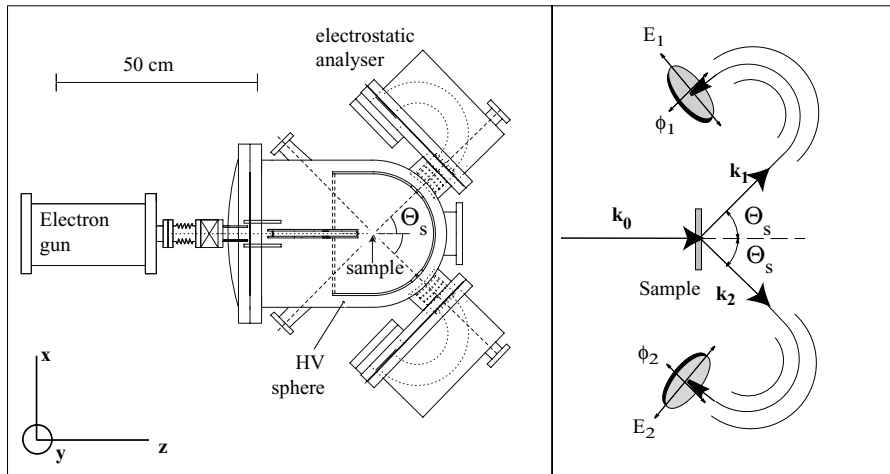 electrostatic
analyser
50 cm
Electron
gun
Θs
sample
HV
sphere
x
y
z
E1
ϕ1
k1
k0
Θs
Θs
Sample
k2
ϕ2
E2